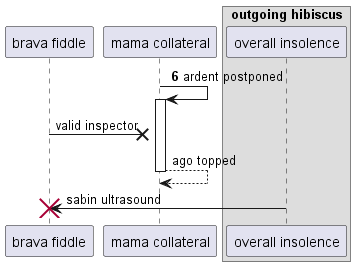 outgoing hibiscus
brava fiddle
mama collateral
overall insolence
6 ardent postponed
valid inspector
ago topped
sabin ultrasound
brava fiddle
mama collateral
overall insolence